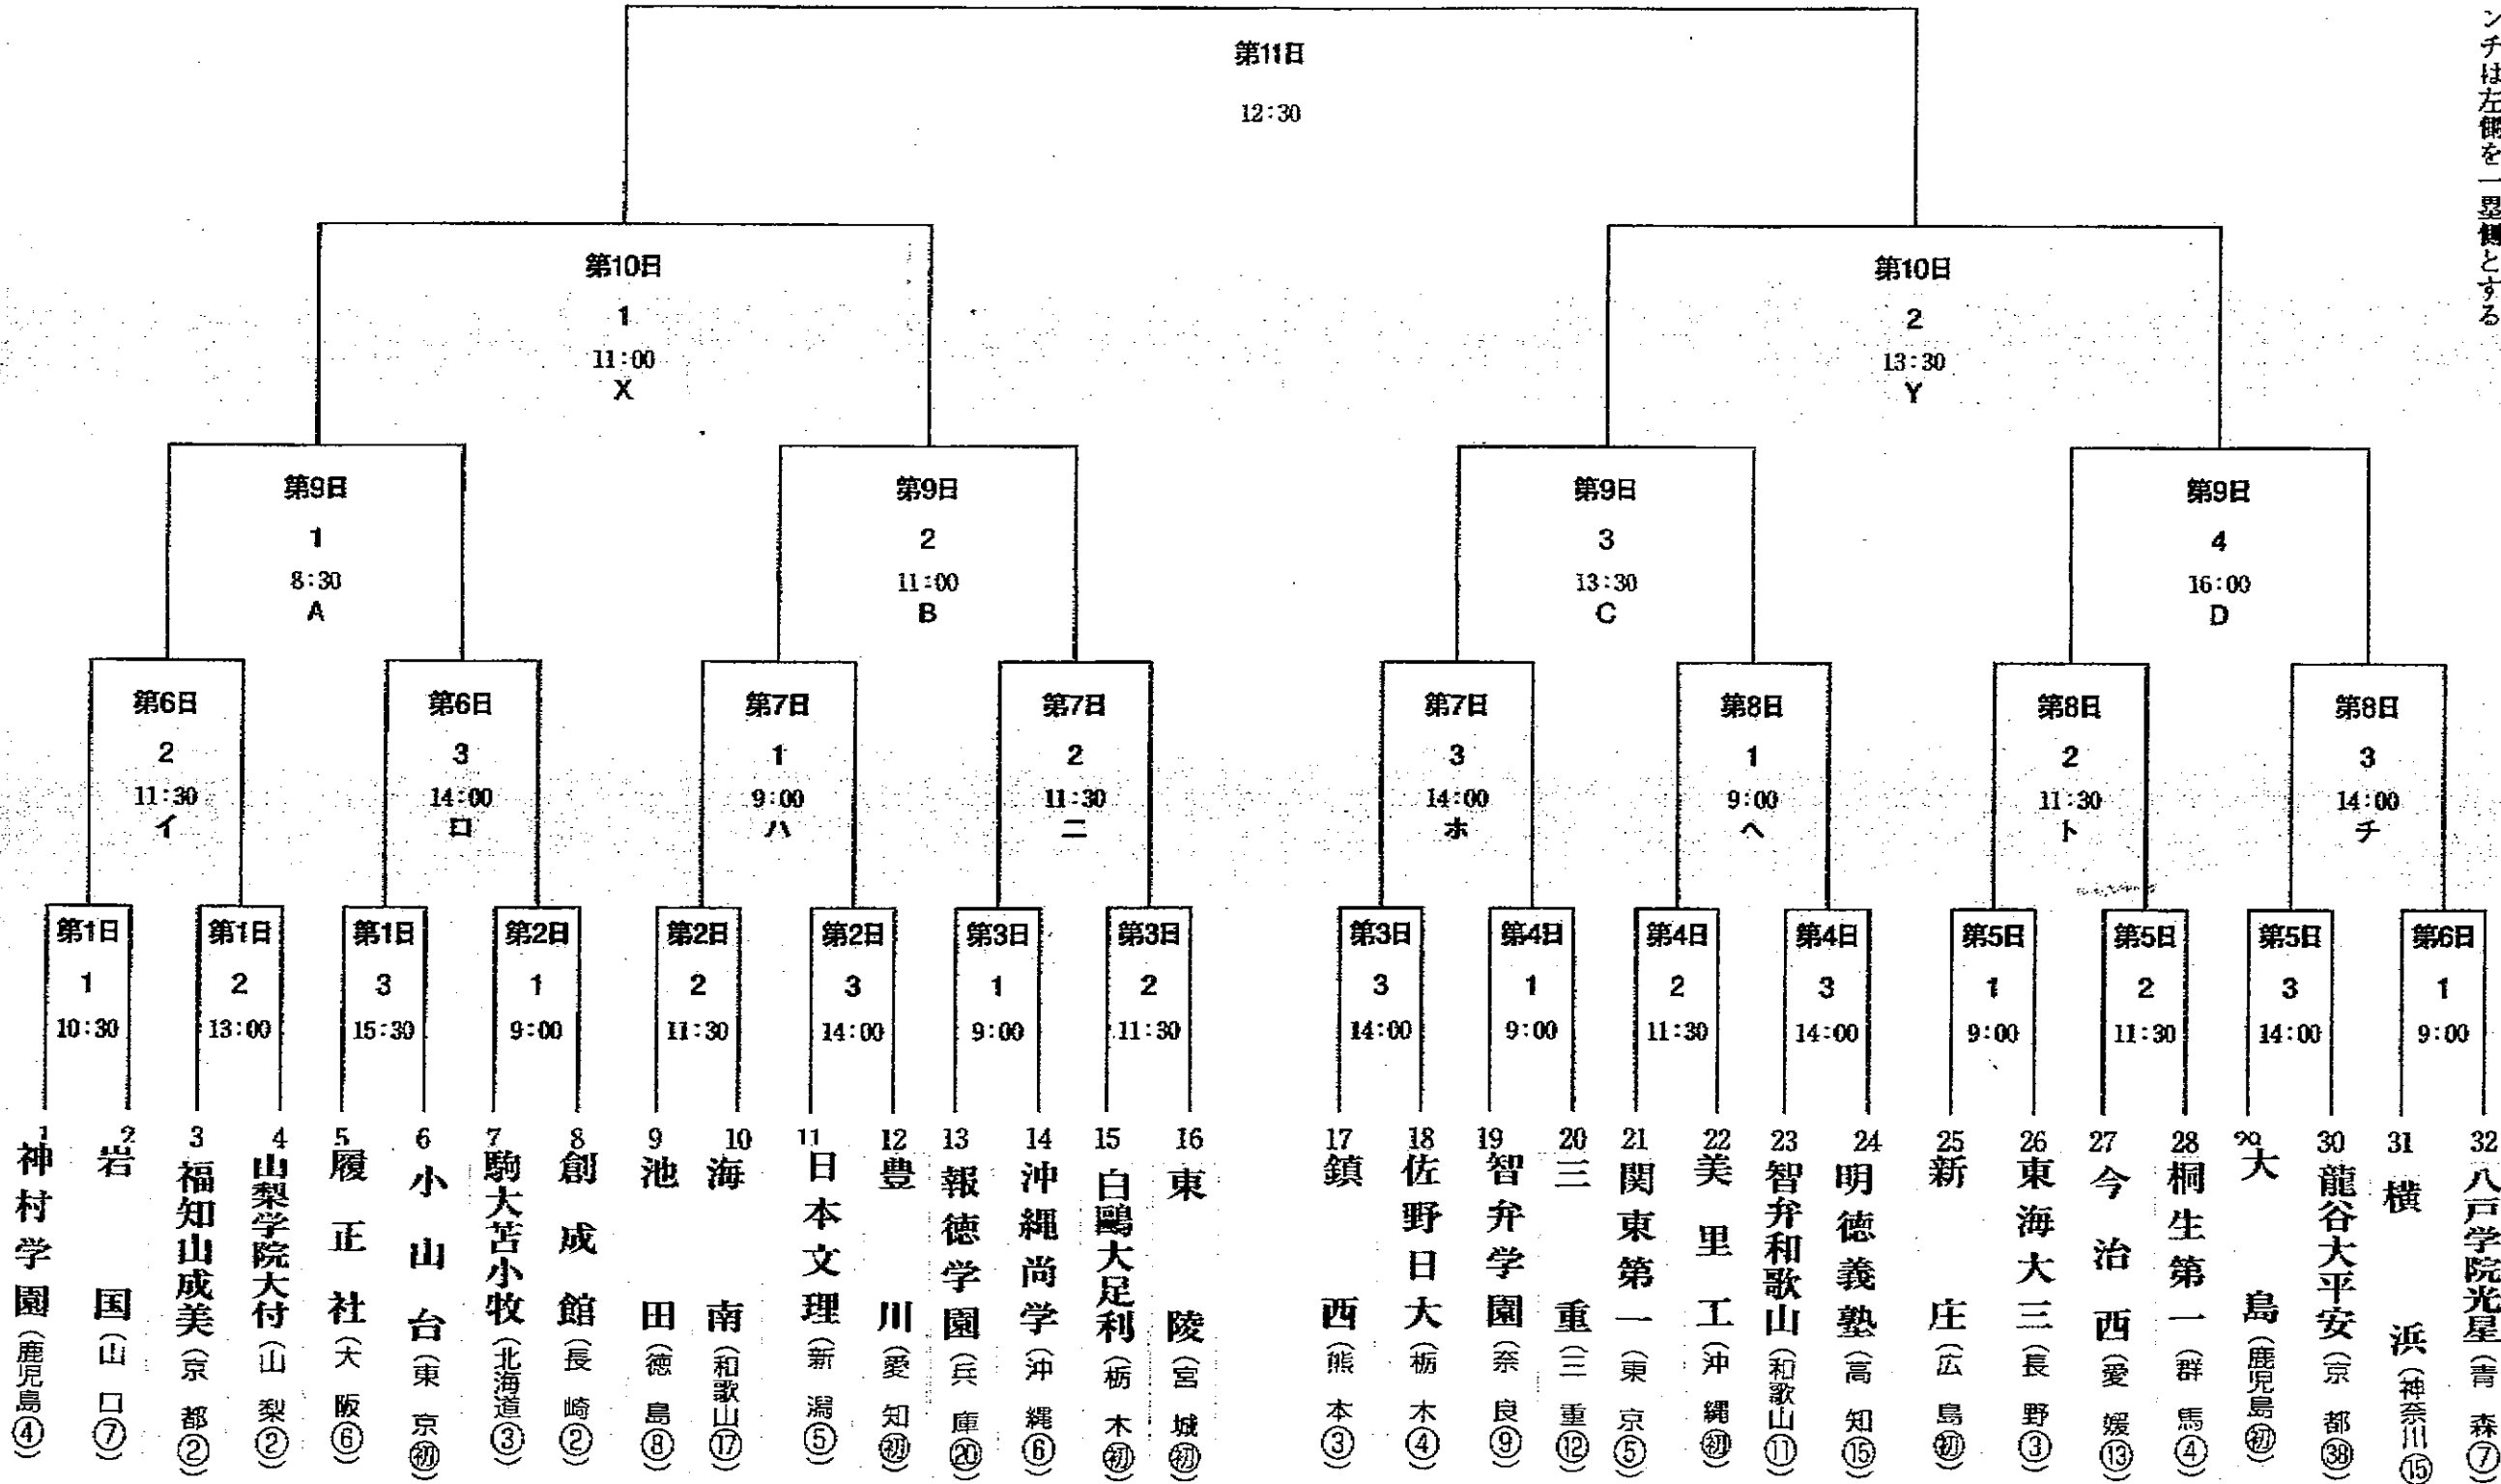 ンチは左側を一塁側とする
第11日
12:30
第10日
1
11:00
X
第10日
2
13:30
Y
第9日
1
8:30
A
第9日
2
11:00
B
第9日
3
13:30
C
第9日
4
16:00
D
第6日
2
11:30
イ
第6日
3
14:00
ロ
第7日
1
9:00
ハ
第7日
2
11:30
ニ
第7日
3
14:00
ホ
第8日
1
9:00
ヘ
第8日
2
11:30
ト
第8日
3
14:00
チ
第1日
1
10:30
第1日
2
13:00
第1日
3
15:30
第2日
1
9:00
第2日
2
11:30
第2日
3
14:00
第3日
1
9:00
第3日
2
11:30
第3日
3
14:00
第4日
1
9:00
第4日
2
11:30
第4日
3
14:00
第5日
1
9:00
第5日
2
11:30
第5日
3
14:00
第6日
1
9:00
1 神村学園(鹿児島④)
2 岩国(山口⑦)
3 福知山成美(京都②)
4 山梨学院大付(山梨②)
5 履正社(大阪⑥)
6 小山台(東京初)
7 駒大苫小牧(北海道③)
8 創成館(長崎②)
9 池田(徳島⑧)
10 海南(和歌山⑰)
11 日本文理(新潟⑤)
12 豊川(愛知初)
13 報徳学園(兵庫⑳)
14 沖縄尚学(沖縄⑥)
15 白鷗大足利(栃木初)
16 東陵(宮城初)
17 鎮西(熊本③)
18 佐野日大(栃木④)
19 智弁学園(奈良⑨)
20 三重(三重⑫)
21 関東第一(東京⑤)
22 美里工(沖縄初)
23 智弁和歌山(和歌山⑪)
24 明徳義塾(高知⑮)
25 新庄(広島初)
26 東海大三(長野③)
27 今治西(愛媛⑬)
28 桐生第一(群馬④)
29 大島(鹿児島初)
30 龍谷大平安(京都㊳)
31 横浜(神奈川⑮)
32 八戸学院光星(青森⑦)